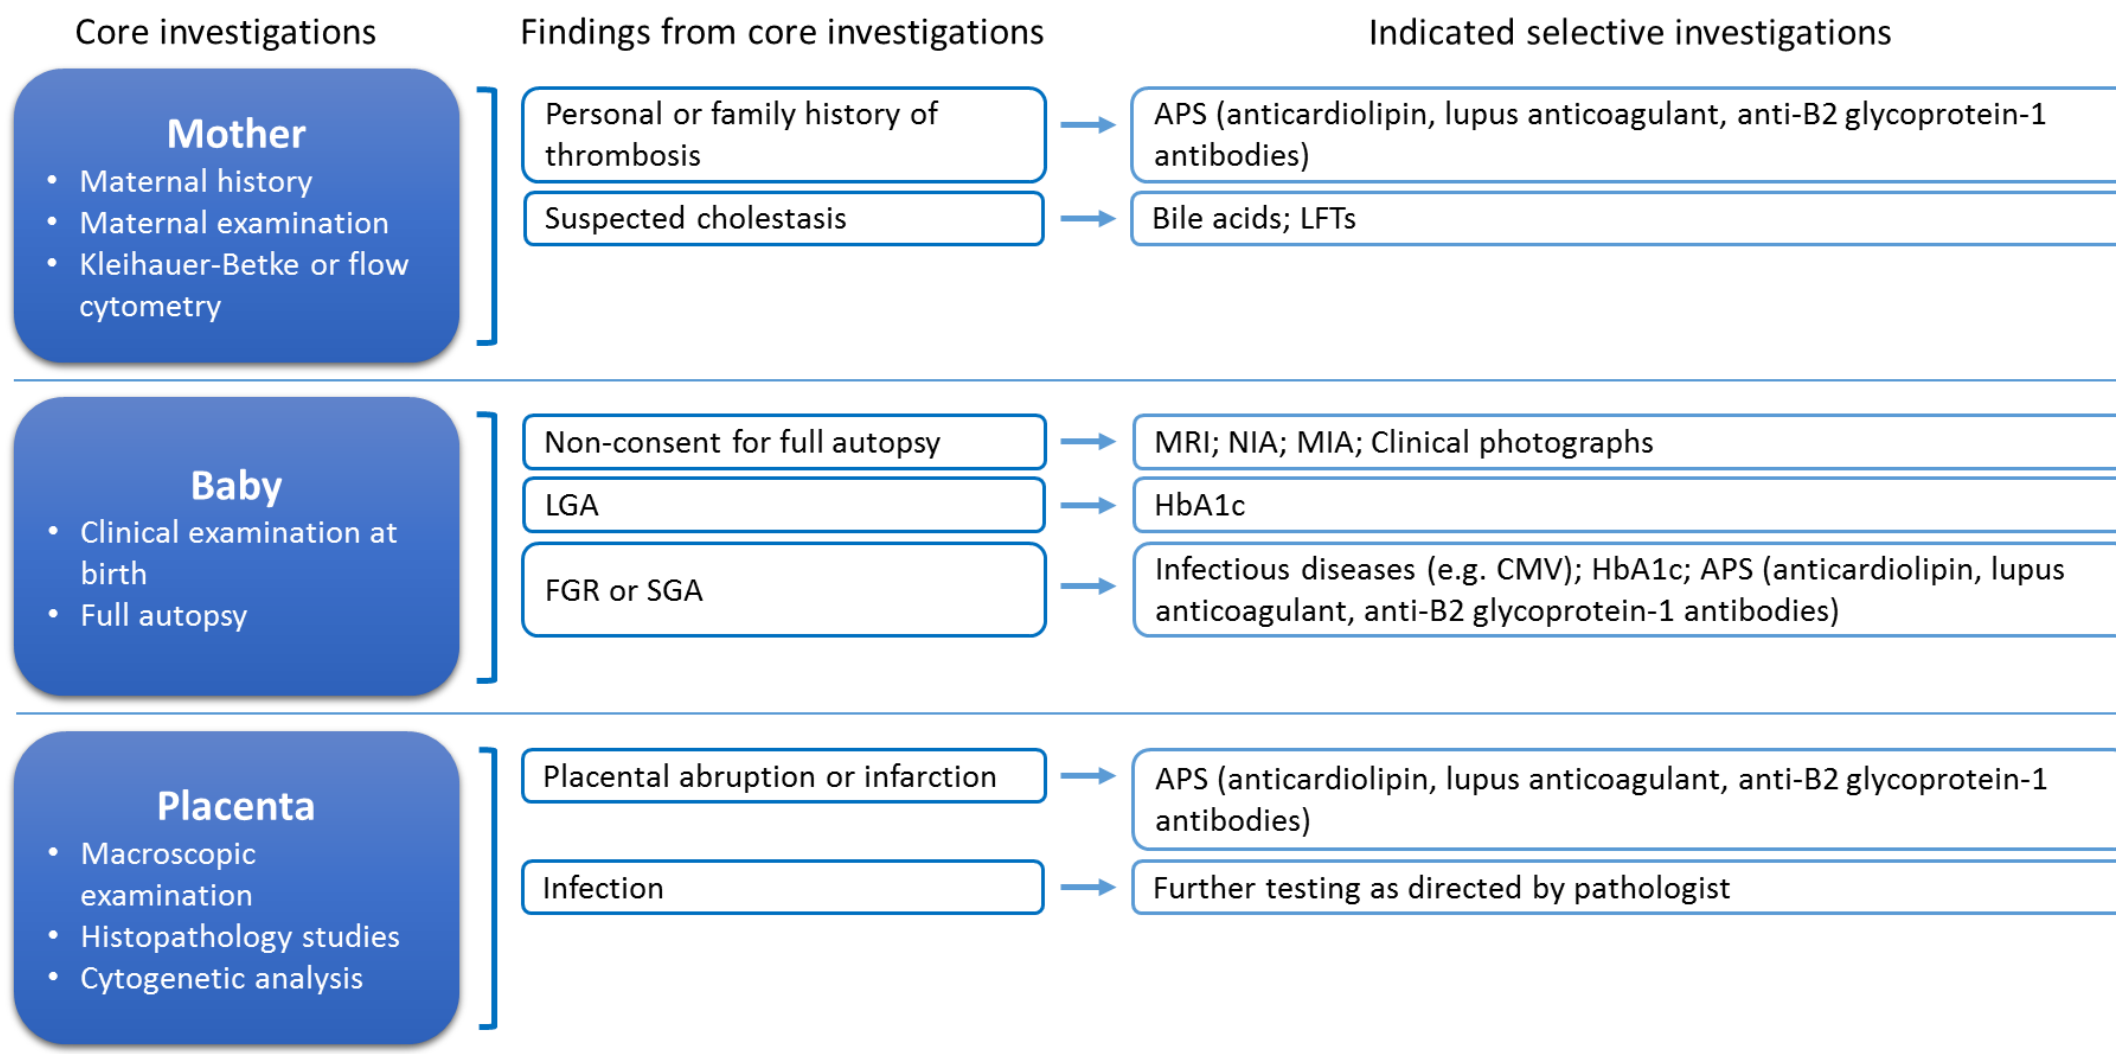 Core investigations
Findings from core investigations
Indicated selective investigations
Mother
• Maternal history
• Maternal examination
• Kleihauer-Betke or flow
cytometry
Personal or family history of
thrombosis
APS (anticardiolipin, lupus anticoagulant, anti-B2 glycoprotein-1
antibodies)
Suspected cholestasis
Bile acids; LFTs
Baby
• Clinical examination at
birth
• Full autopsy
Non-consent for full autopsy
MRI; NIA; MIA; Clinical photographs
LGA
HbA1c
FGR or SGA
Infectious diseases (e.g. CMV); HbA1c; APS (anticardiolipin, lupus
anticoagulant, anti-B2 glycoprotein-1 antibodies)
Placenta
• Macroscopic
examination
• Histopathology studies
• Cytogenetic analysis
Placental abruption or infarction
APS (anticardiolipin, lupus anticoagulant, anti-B2 glycoprotein-1
antibodies)
Infection
Further testing as directed by pathologist